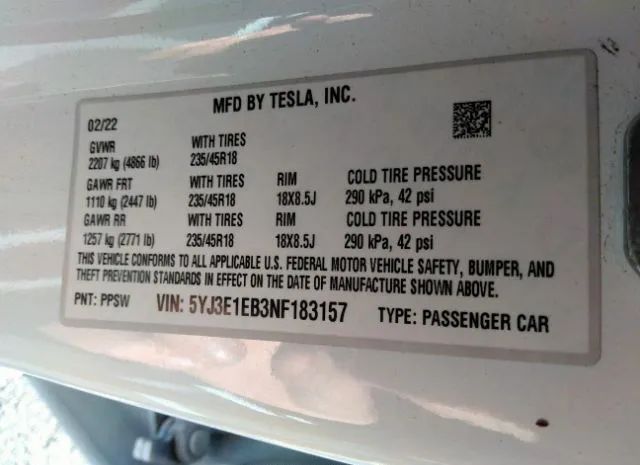 MFD BY TESLA, INC.
02/22
GVWR WITH TIRES
2207 kg (4866 lb) 235/45R18
GAWR FRT WITH TIRES RIM COLD TIRE PRESSURE
1110 kg (2447 lb) 235/45R18 18X8.5J 290 kPa, 42 psi
GAWR RR WITH TIRES RIM COLD TIRE PRESSURE
1257 kg (2771 lb) 235/45R18 18X8.5J 290 kPa, 42 psi
THIS VEHICLE CONFORMS TO ALL APPLICABLE U.S. FEDERAL MOTOR VEHICLE SAFETY, BUMPER, AND
THEFT PREVENTION STANDARDS IN EFFECT ON THE DATE OF MANUFACTURE SHOWN ABOVE.
PNT: PPSW VIN: 5YJ3E1EB3NF183157 TYPE: PASSENGER CAR